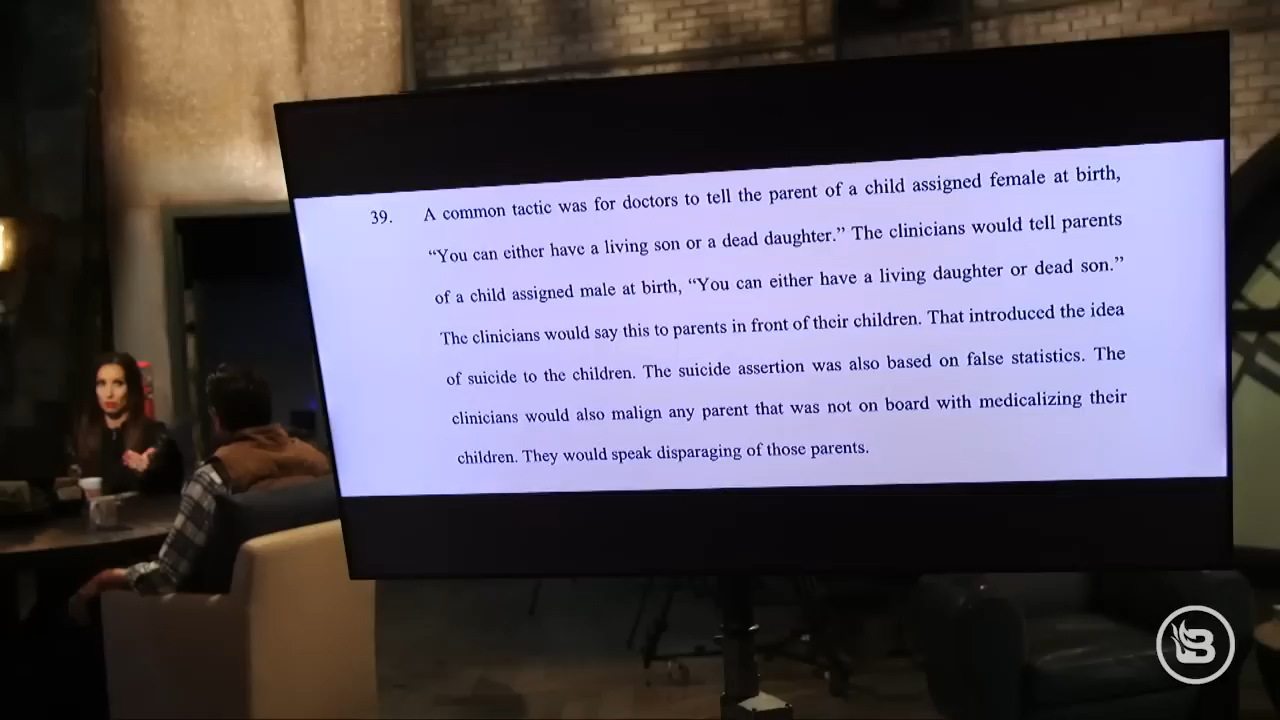 39. A common tactic was for doctors to tell the parent of a child assigned female at birth,
“You can either have a living son or a dead daughter.” The clinicians would tell parents
of a child assigned male at birth, “You can either have a living daughter or dead son.”
The clinicians would say this to parents in front of their children. That introduced the idea
of suicide to the children. The suicide assertion was also based on false statistics. The
clinicians would also malign any parent that was not on board with medicalizing their
children. They would speak disparaging of those parents.
B